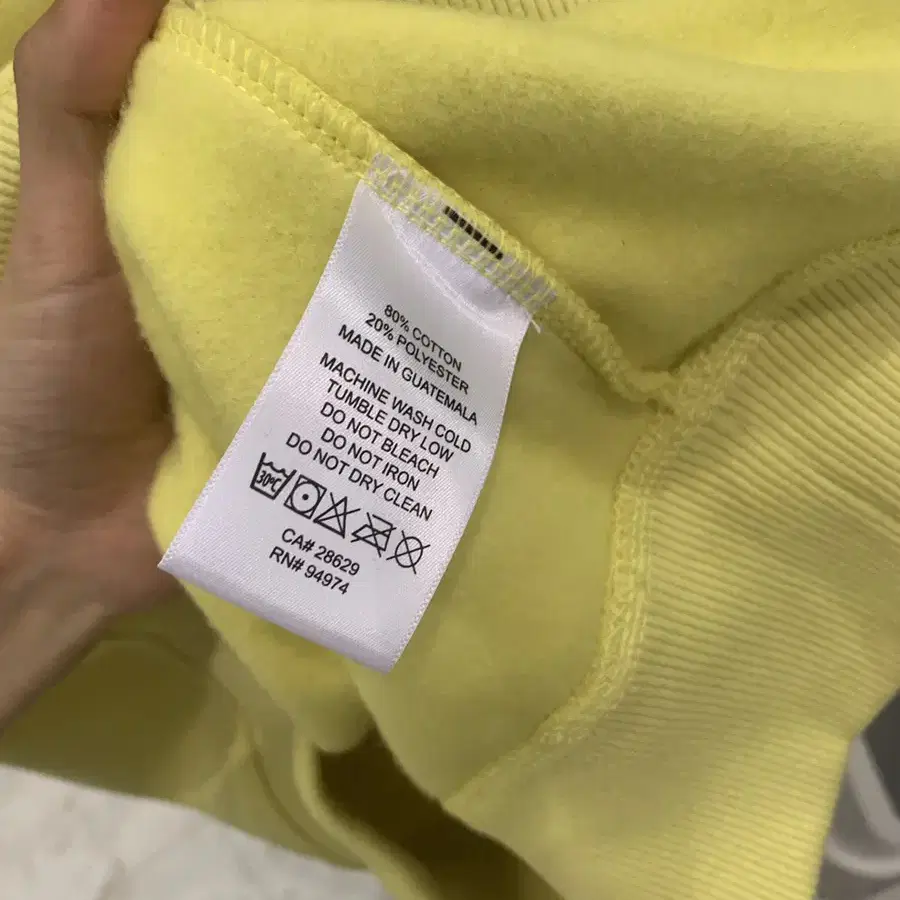 80% COTTON
20% POLYESTER
MADE IN GUATEMALA
MACHINE WASH COLD
TUMBLE DRY LOW
DO NOT BLEACH
DO NOT IRON
DO NOT DRY CLEAN
30ºC
CA# 28629
RN# 94974